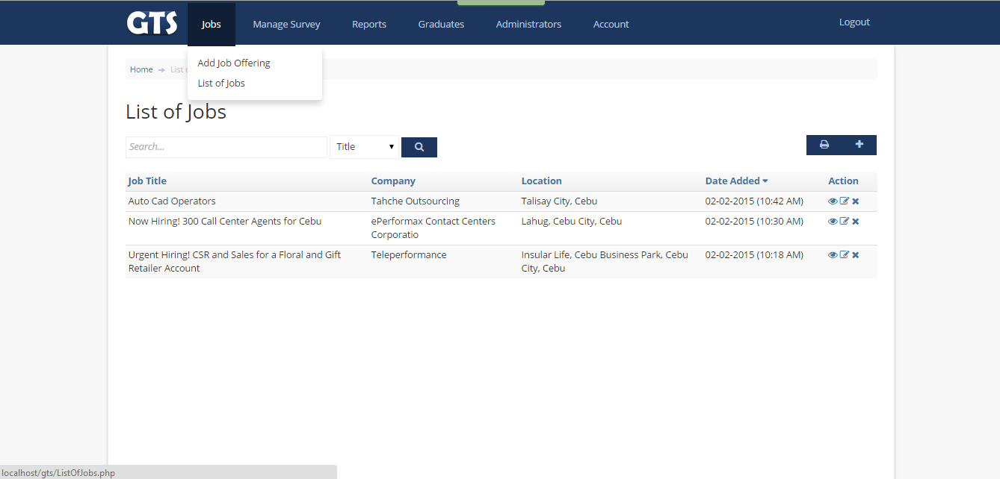 GTS
Jobs
Manage Survey
Reports
Graduates
Administrators
Account
Logout
Add Job Offering
List of Jobs
Home
List
List of Jobs
Search...
Title
Job Title Company Location Date Added Action
Auto Cad Operators Tahche Outsourcing Talisay City, Cebu 02-02-2015 (10:42 AM)
Now Hiring! 300 Call Center Agents for Cebu ePerformax Contact Centers Lahug, Cebu City, Cebu 02-02-2015 (10:30 AM)
Corporatio
Urgent Hiring! CSR and Sales for a Floral and Gift Teleperformance Insular Life, Cebu Business Park, Cebu 02-02-2015 (10:18 AM)
Retailer Account City, Cebu
localhost/gts/ListOfJobs.php